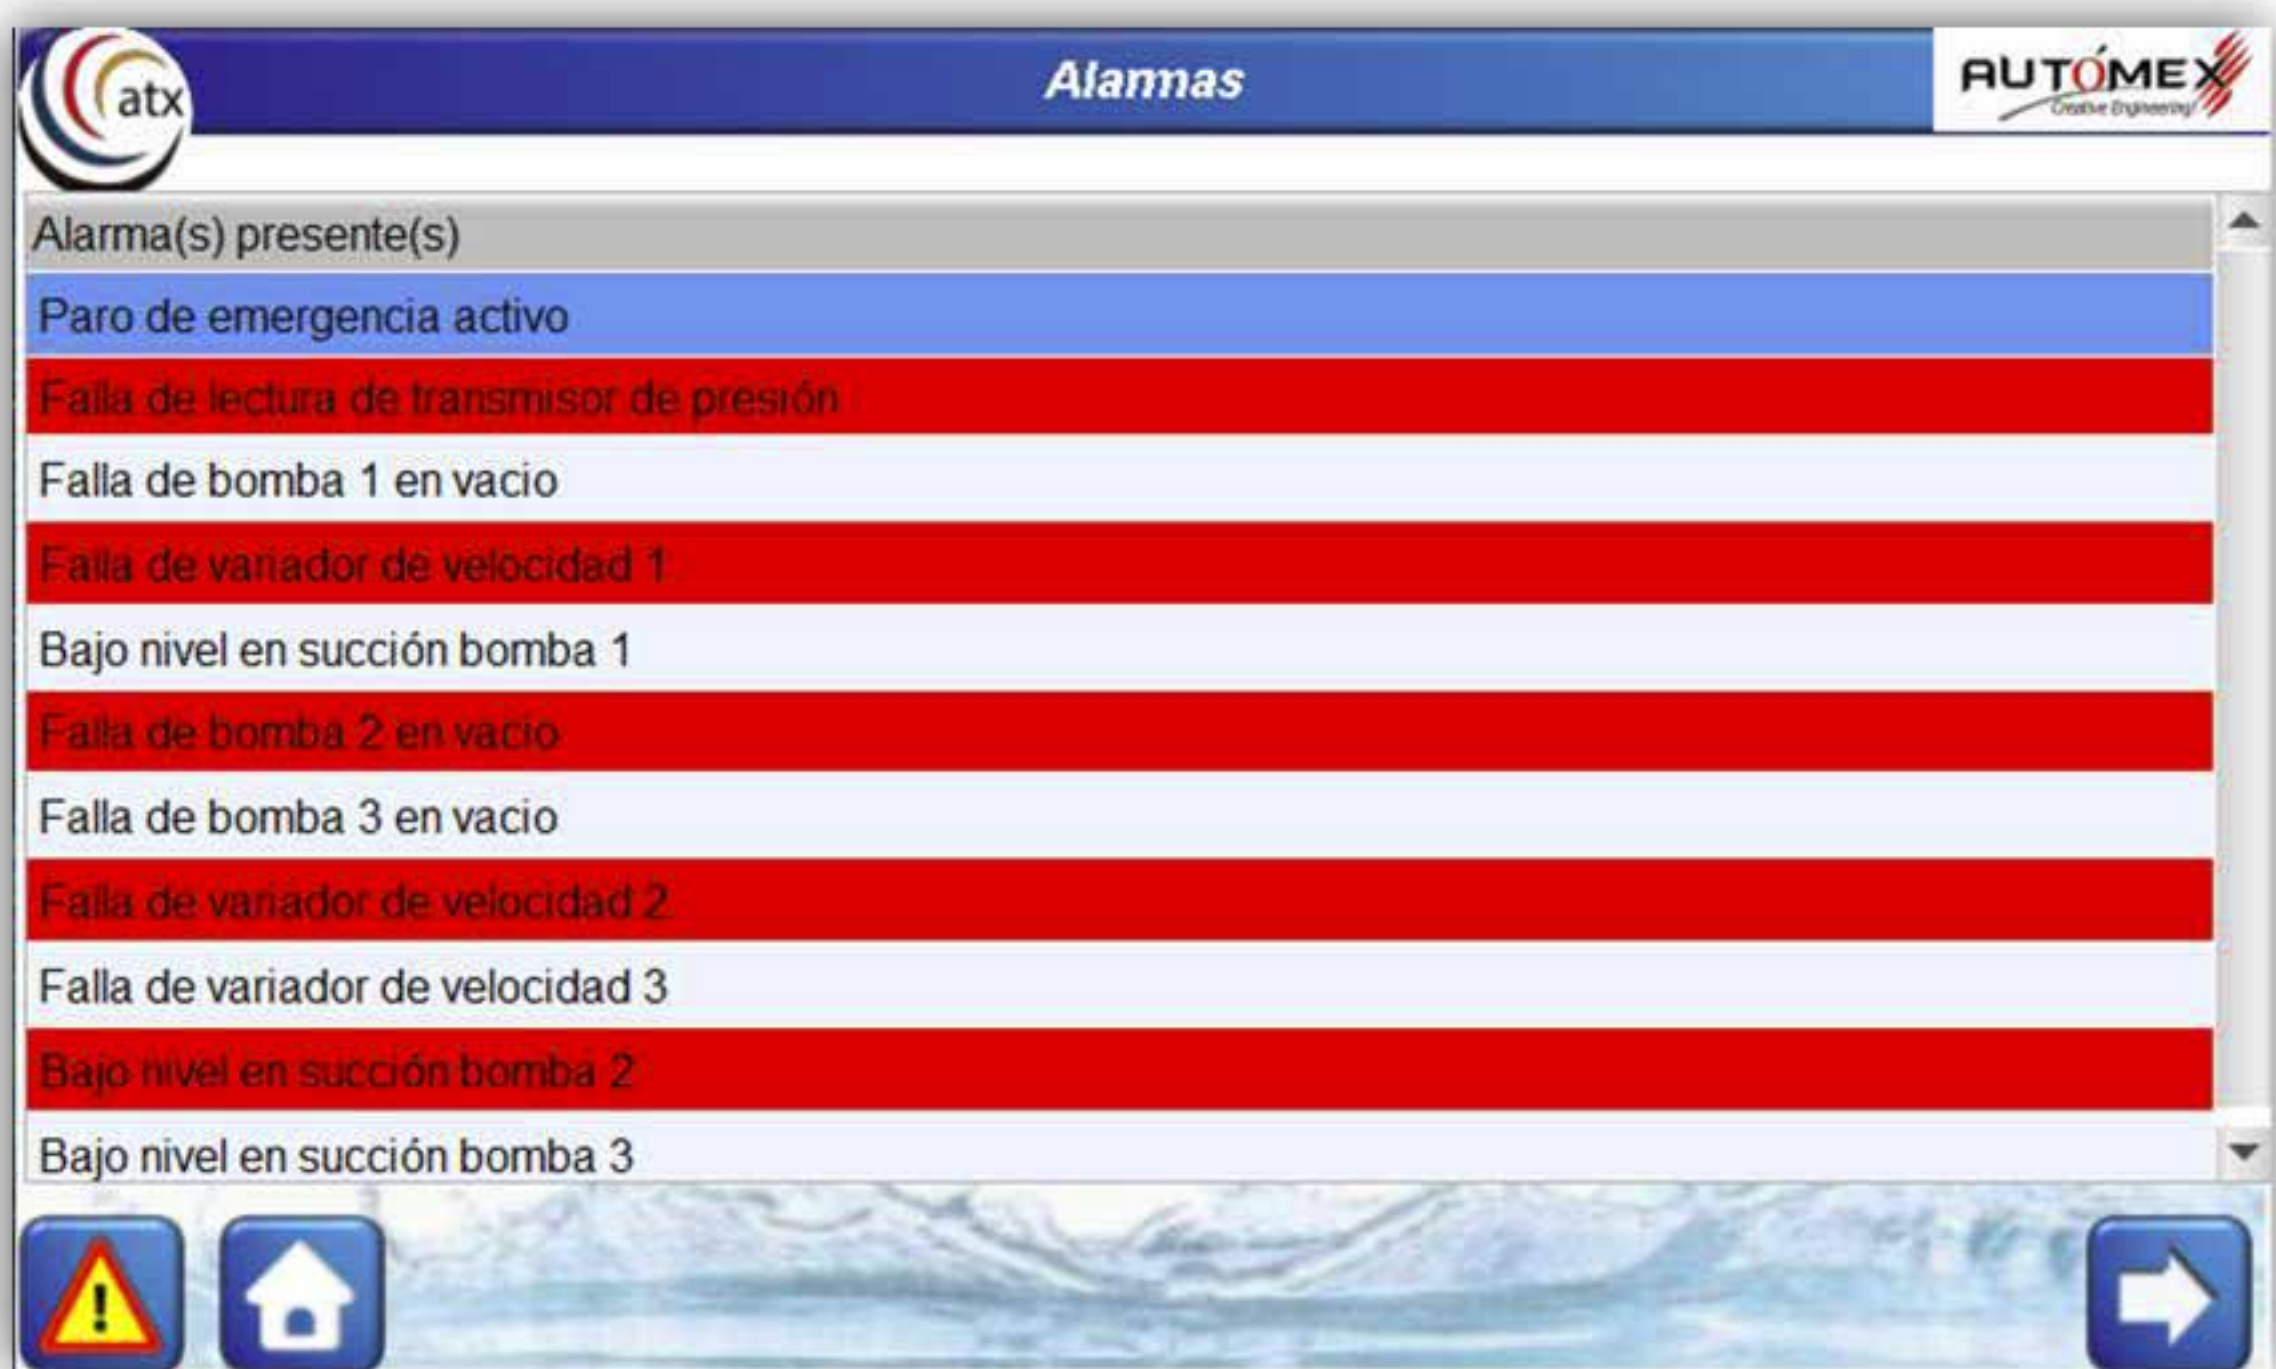 atx
Alarmas
AUTÓMEX
Creative Engineering!
Alarma(s) presente(s)
Paro de emergencia activo
Falla de lectura de transmisor de presión
Falla de bomba 1 en vacio
Falla de variador de velocidad 1
Bajo nivel en succión bomba 1
Falla de bomba 2 en vacio
Falla de bomba 3 en vacio
Falla de variador de velocidad 2
Falla de variador de velocidad 3
Bajo nivel en succión bomba 2
Bajo nivel en succión bomba 3